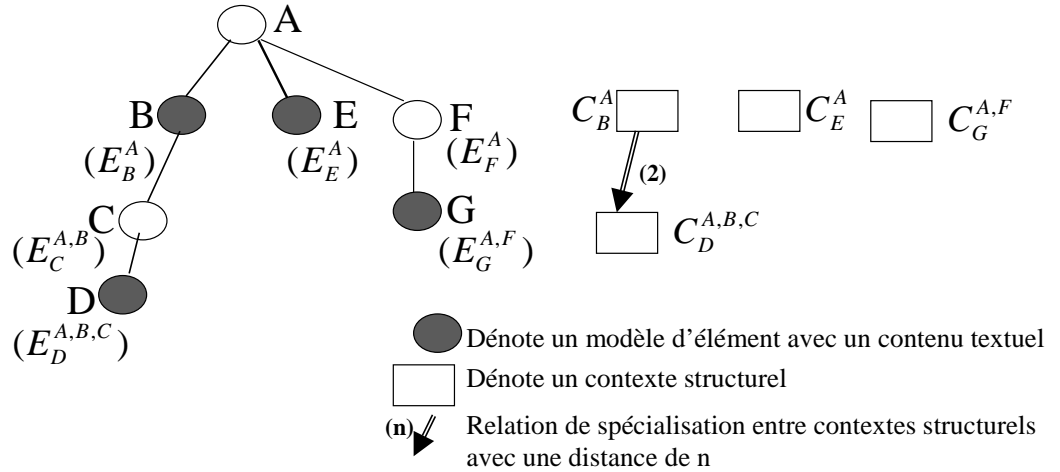 A
B
(E_B^A)
E
(E_E^A)
F
(E_F^A)
C_B^A
C_E^A
C_G^{A,F}
(2)
C
(E_C^{A,B})
G
(E_G^{A,F})
C_D^{A,B,C}
D
(E_D^{A,B,C})
Dénote un modèle d'élément avec un contenu textuel
Dénote un contexte structurel
(n) Relation de spécialisation entre contextes structurels
avec une distance de n